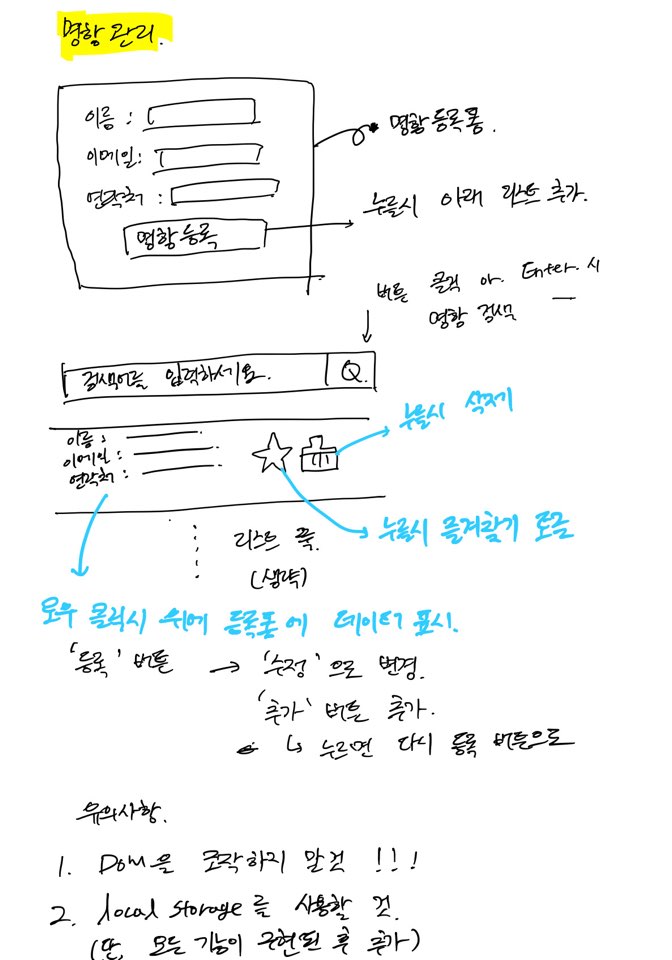 명함 관리.
이름 :
이메일:
연락처 :
명함 등록
명함 등록 폼.
누를시 아래 리스트 추가.
버튼 클릭 or Enter 시
명함 검색
검색어를 입력하세요. Q.
이름 :
이메일 :
연락처 :
누를시 삭제
누를시 즐겨찾기 토글
리스트 쭉.
(생략)
로우 클릭시 위에 등록폼에 데이터 표시.
'등록' 버튼 → '수정'으로 변경.
'추가' 버튼 추가.
↳ 누르면 다시 등록 버튼으로
유의사항.
1. Dom을 조작하지 말것 !!!
2. local storage를 사용할 것.
(단, 모든 기능이 구현된 후 추가)